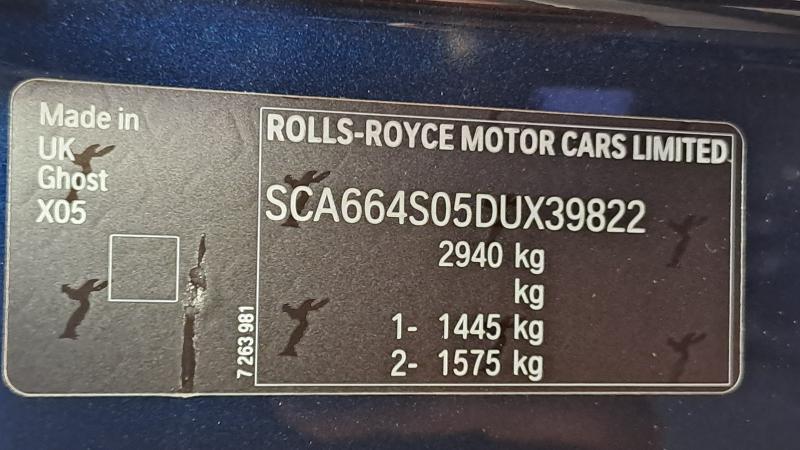 Made in
UK
Ghost
X05
ROLLS-ROYCE MOTOR CARS LIMITED
SCA664S05DUX39822
2940 kg
kg
1- 1445 kg
2- 1575 kg
7 263 981